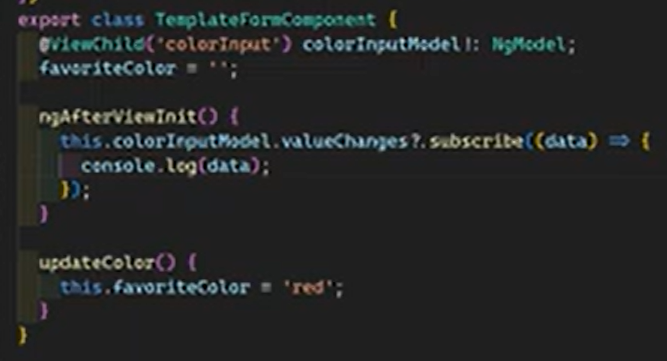 export class TemplateFormComponent {
@ViewChild('colorInput') colorInputModel!: NgModel;
favoriteColor = '';
ngAfterViewInit() {
this.colorInputModel.valueChanges?.subscribe((data) => {
console.log(data);
});
}
updateColor() {
this.favoriteColor = 'red';
}
}